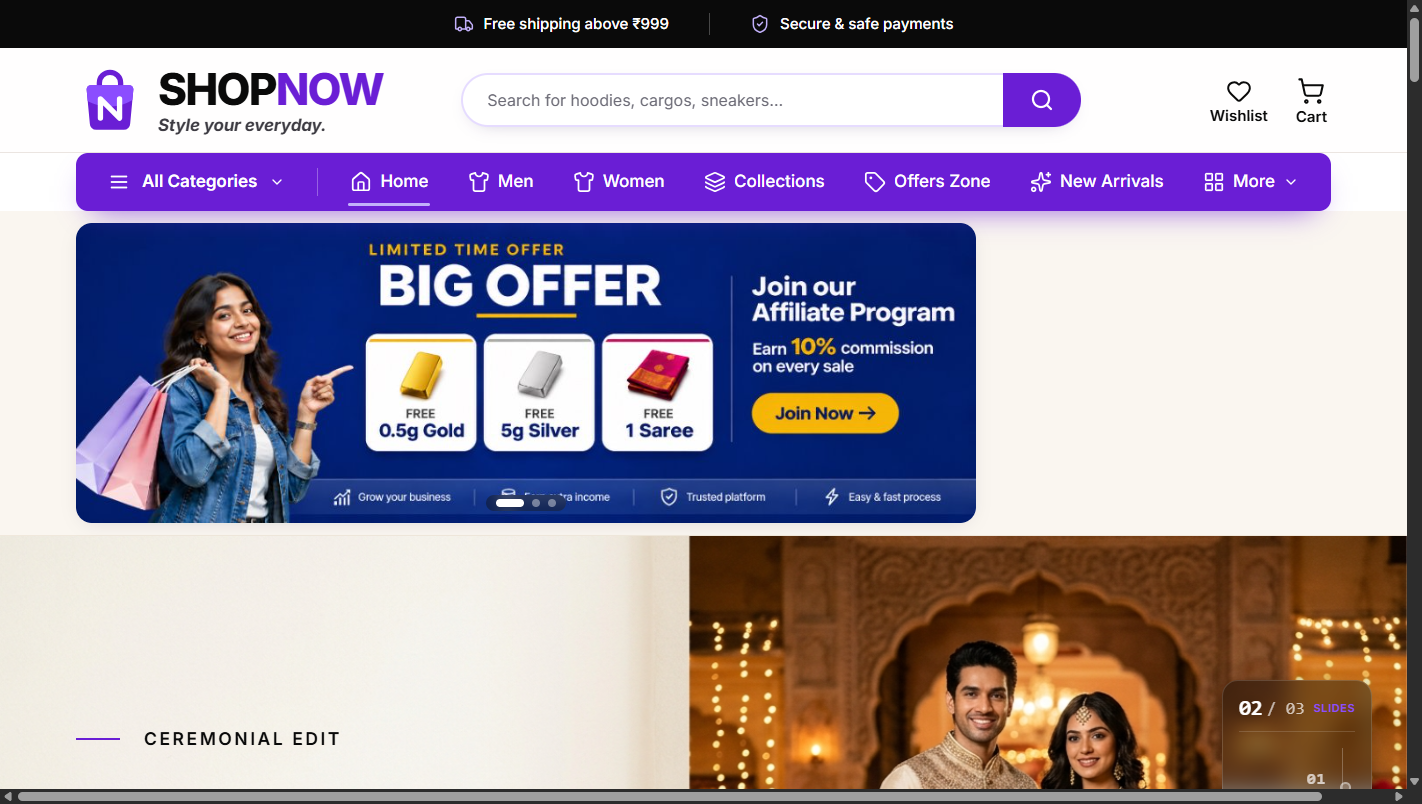 Free shipping above ₹999
Secure & safe payments
SHOPNOW
Style your everyday.
Search for hoodies, cargos, sneakers...
Wishlist
Cart
All Categories
Home
Men
Women
Collections
Offers Zone
New Arrivals
More
LIMITED TIME OFFER
BIG OFFER
FREE
0.5g Gold
FREE
5g Silver
FREE
1 Saree
Join our
Affiliate Program
Earn 10% commission
on every sale
Join Now →
Grow your business
income
Trusted platform
Easy & fast process
CEREMONIAL EDIT
02 / 03 SLIDES
01